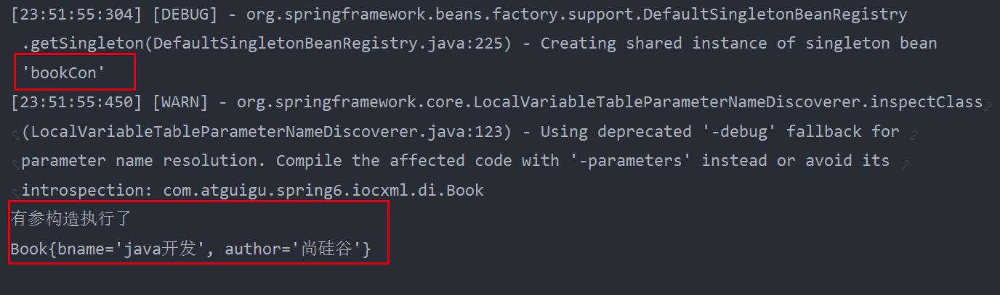 [23:51:55:304] [DEBUG] - org.springframework.beans.factory.support.DefaultSingletonBeanRegistry
.getSingleton(DefaultSingletonBeanRegistry.java:225) - Creating shared instance of singleton bean
'bookCon'
[23:51:55:450] [WARN] - org.springframework.core.LocalVariableTableParameterNameDiscoverer.inspectClass
(LocalVariableTableParameterNameDiscoverer.java:123) - Using deprecated '-debug' fallback for
parameter name resolution. Compile the affected code with '-parameters' instead or avoid its
introspection: com.atguigu.spring6.iocxml.di.Book
有参构造执行了
Book{bname='java开发', author='尚硅谷'}